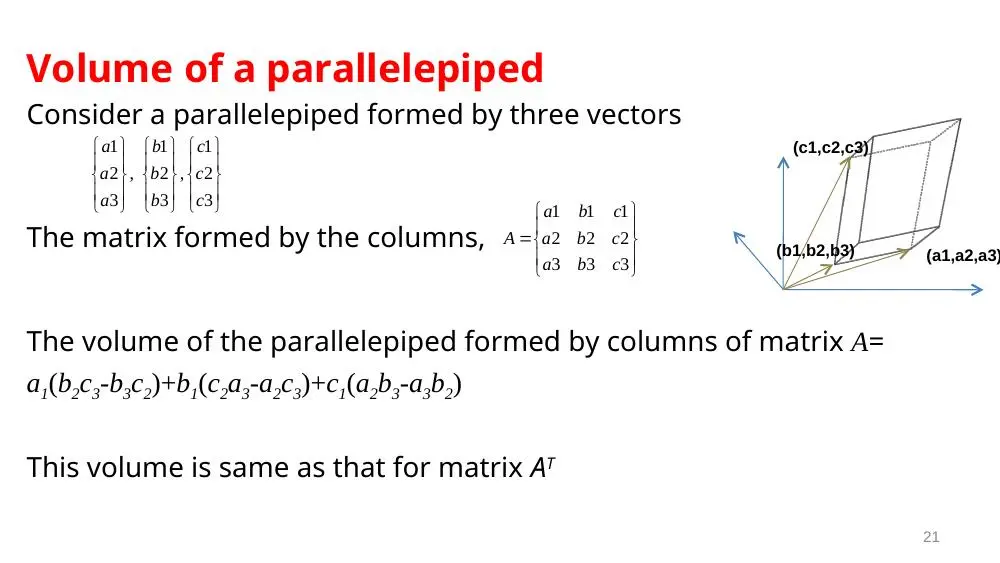 Volume of a parallelepiped
Consider a parallelepiped formed by three vectors
a1 b1 c1
a2 , b2 , c2
a3 b3 c3
The matrix formed by the columns,
a1 b1 c1
A = a2 b2 c2
a3 b3 c3
(c1,c2,c3)
(b1,b2,b3)
(a1,a2,a3)
The volume of the parallelepiped formed by columns of matrix A=
a₁(b₂c₃-b₃c₂)+b₁(c₂a₃-a₂c₃)+c₁(a₂b₃-a₃b₂)
This volume is same as that for matrix Aᵀ
21